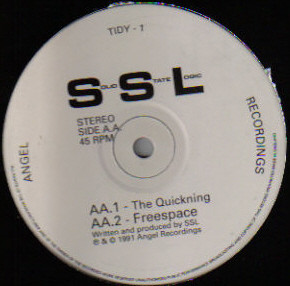 TIDY - 1
SOLID STATE LOGIC
STEREO
SIDE A.A.
45 RPM
ANGEL
RECORDINGS
AA.1 - The Quickning
AA.2 - Freespace
Written and produced by SSL
℗ & © 1991 Angel Recordings